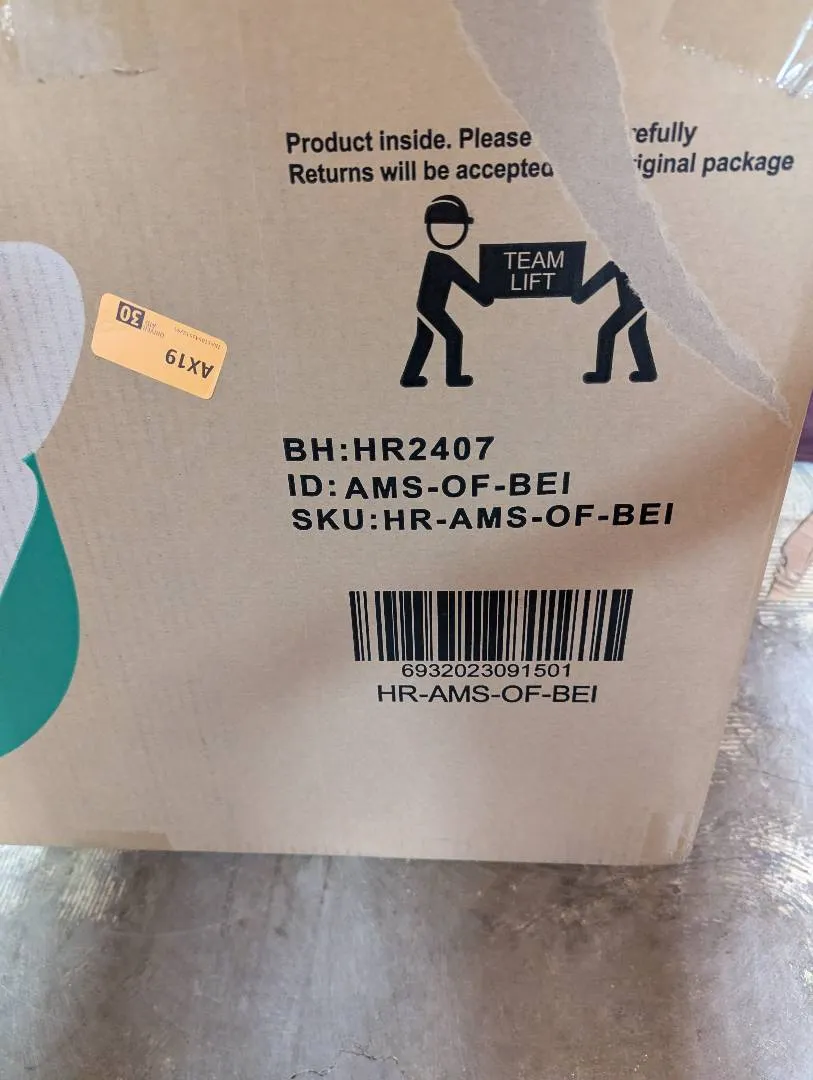 Product inside. Please refully
Returns will be accepted iginal package
TEAM
LIFT
30
AX19
BH:HR2407
ID:AMS-OF-BEI
SKU:HR-AMS-OF-BEI
6932023091501
HR-AMS-OF-BEI